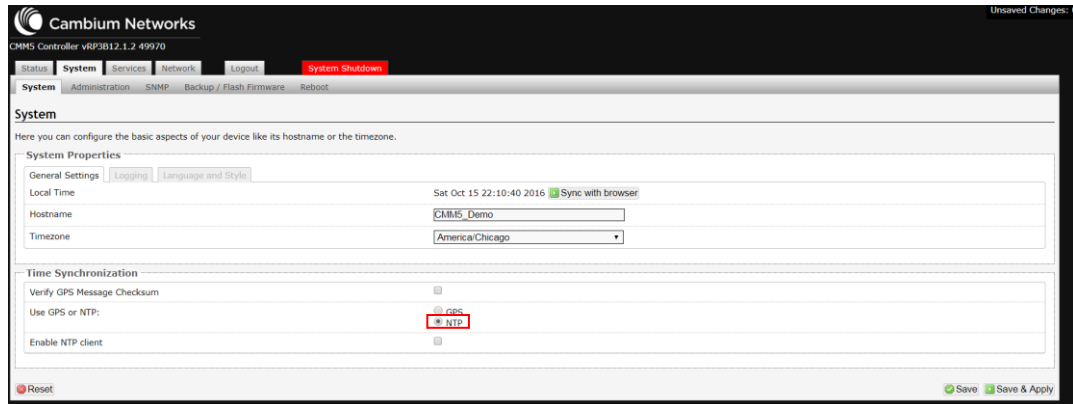 Unsaved Changes:
Cambium Networks
CMM5 Controller vRP3B12.1.2 49970
Status System Services Network Logout System Shutdown
System Administration SNMP Backup / Flash Firmware Reboot
System
Here you can configure the basic aspects of your device like its hostname or the timezone.
System Properties
General Settings Logging Language and Style
Local Time Sat Oct 15 22:10:40 2016 Sync with browser
Hostname CMM5_Demo
Timezone America/Chicago
Time Synchronization
Verify GPS Message Checksum
Use GPS or NTP: GPS
NTP
Enable NTP client
Reset Save Save & Apply